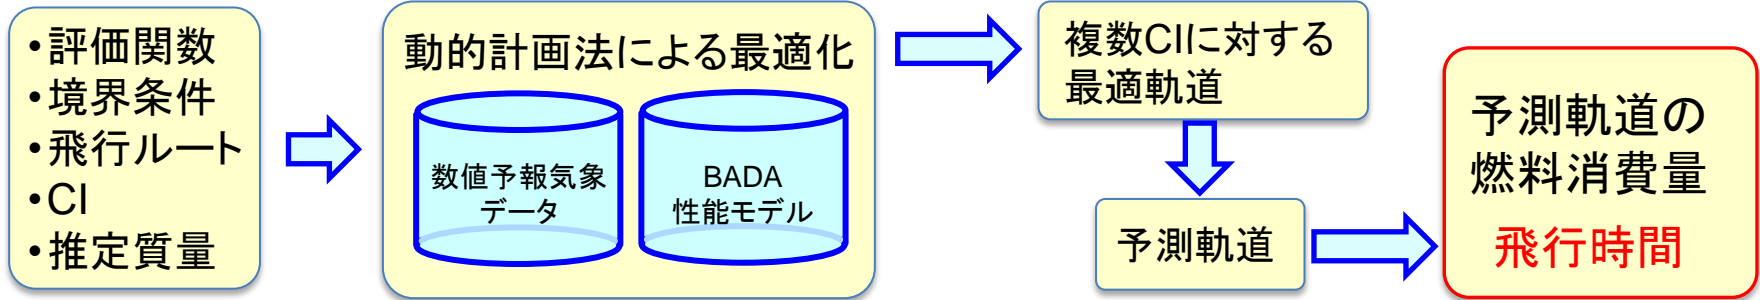 •評価関数
•境界条件
•飛行ルート
•CI
•推定質量
動的計画法による最適化
数値予報気象
データ
BADA
性能モデル
複数CIに対する
最適軌道
予測軌道
予測軌道の
燃料消費量
飛行時間